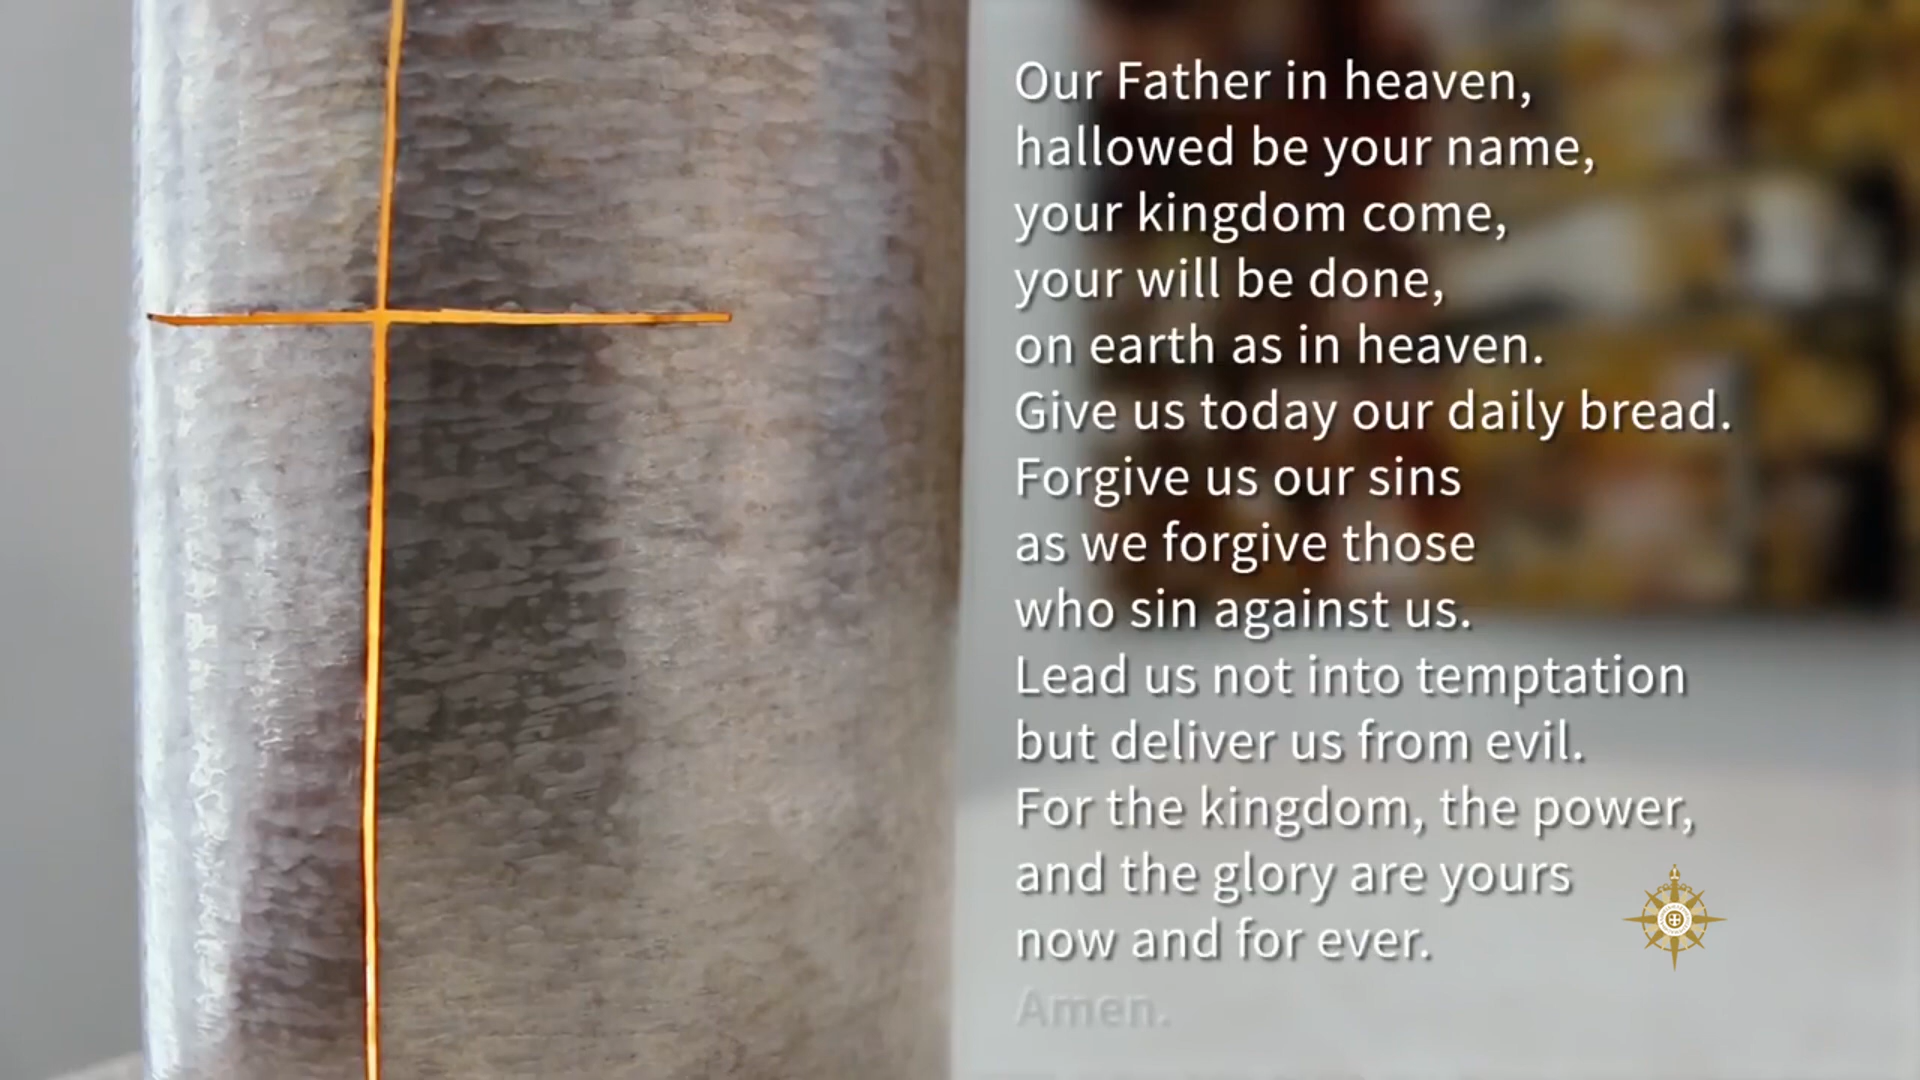 Our Father in heaven,
hallowed be your name,
your kingdom come,
your will be done,
on earth as in heaven.
Give us today our daily bread.
Forgive us our sins
as we forgive those
who sin against us.
Lead us not into temptation
but deliver us from evil.
For the kingdom, the power,
and the glory are yours
now and for ever.
Amen.